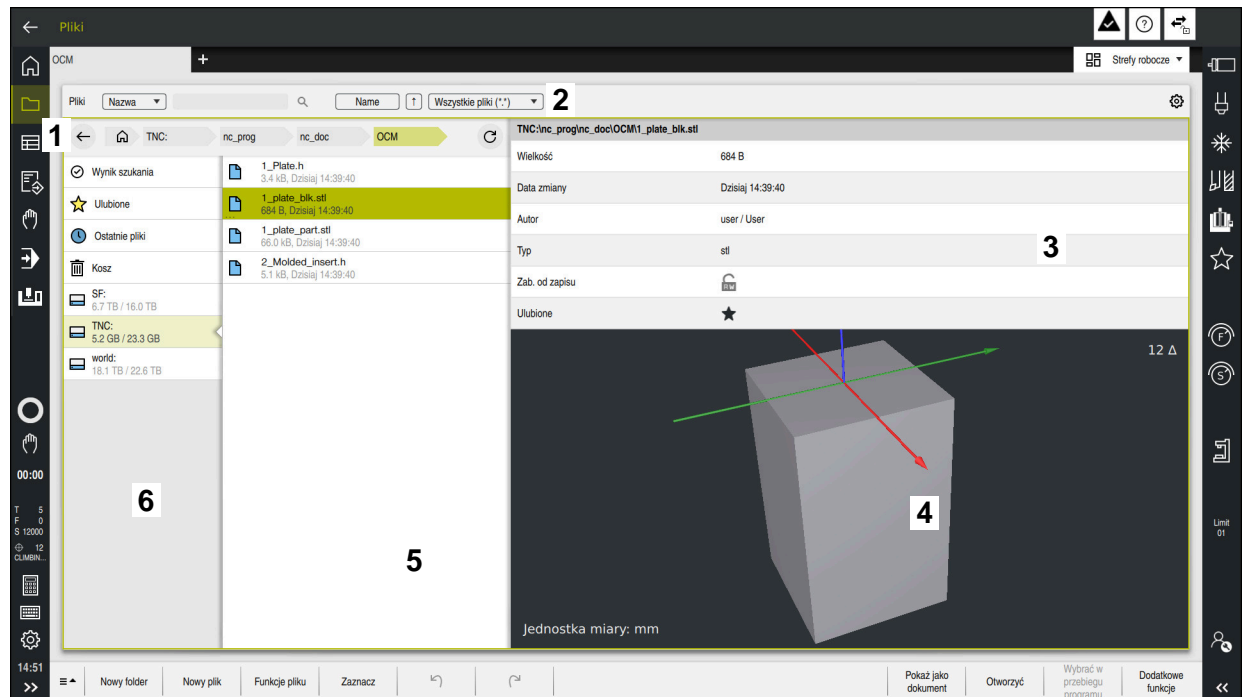 Pliki
OCM
+
Strefy robocze
Pliki
Nazwa
Name
Wszystkie pliki (*.*)
2
1
TNC:
nc_prog
nc_doc
OCM
TNC:\nc_prog\nc_doc\OCM\1_plate_blk.stl
Wynik szukania
Ulubione
Ostatnie pliki
Kosz
SF:
6.7 TB / 16.0 TB
TNC:
5.2 GB / 23.3 GB
world:
18.1 TB / 22.6 TB
6
1_Plate.h
3.4 kB, Dzisiaj 14:39:40
1_plate_blk.stl
684 B, Dzisiaj 14:39:40
1_plate_part.stl
66.0 kB, Dzisiaj 14:39:40
2_Molded_insert.h
5.1 kB, Dzisiaj 14:39:40
5
Wielkość 684 B
Data zmiany Dzisiaj 14:39:40
Autor user / User
Typ stl
3
Zab. od zapisu
RW
Ulubione
12 Δ
4
Jednostka miary: mm
00:00
T 5
F 0
S 12000
12
CLIMBIN...
14:51
F
S
Limit
01
Nowy folder
Nowy plik
Funkcje pliku
Zaznacz
Pokaż jako
dokument
Otworzyć
Wybrać w
przebiegu
programu
Dodatkowe
funkcje